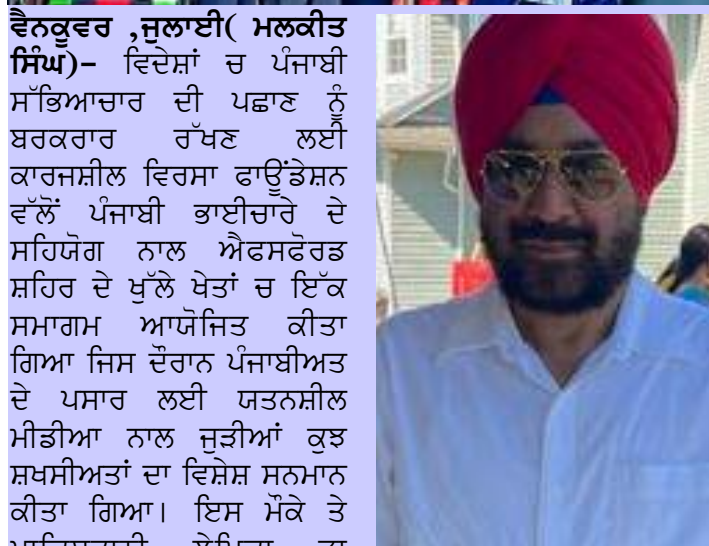 ਵੈਨਕੂਵਰ ,ਜੁਲਾਈ( ਮਲਕੀਤ
ਸਿੰਘ)– ਵਿਦੇਸ਼ਾਂ ਚ ਪੰਜਾਬੀ
ਸੱਭਿਆਚਾਰ ਦੀ ਪਛਾਣ ਨੂੰ
ਬਰਕਰਾਰ ਰੱਖਣ ਲਈ
ਕਾਰਜਸ਼ੀਲ ਵਿਰਸਾ ਫਾਊਂਡੇਸ਼ਨ
ਵੱਲੋਂ ਪੰਜਾਬੀ ਭਾਈਚਾਰੇ ਦੇ
ਸਹਿਯੋਗ ਨਾਲ ਐਫਸਫੋਰਡ
ਸ਼ਹਿਰ ਦੇ ਖੁੱਲੇ ਖੇਤਾਂ ਚ ਇੱਕ
ਸਮਾਗਮ ਆਯੋਜਿਤ ਕੀਤਾ
ਗਿਆ ਜਿਸ ਦੌਰਾਨ ਪੰਜਾਬੀਅਤ
ਦੇ ਪਸਾਰ ਲਈ ਯਤਨਸ਼ੀਲ
ਮੀਡੀਆ ਨਾਲ ਜੁੜੀਆਂ ਕੁਝ
ਸ਼ਖਸੀਅਤਾਂ ਦਾ ਵਿਸ਼ੇਸ਼ ਸਨਮਾਨ
ਕੀਤਾ ਗਿਆ। ਇਸ ਮੌਕੇ ਤੇ